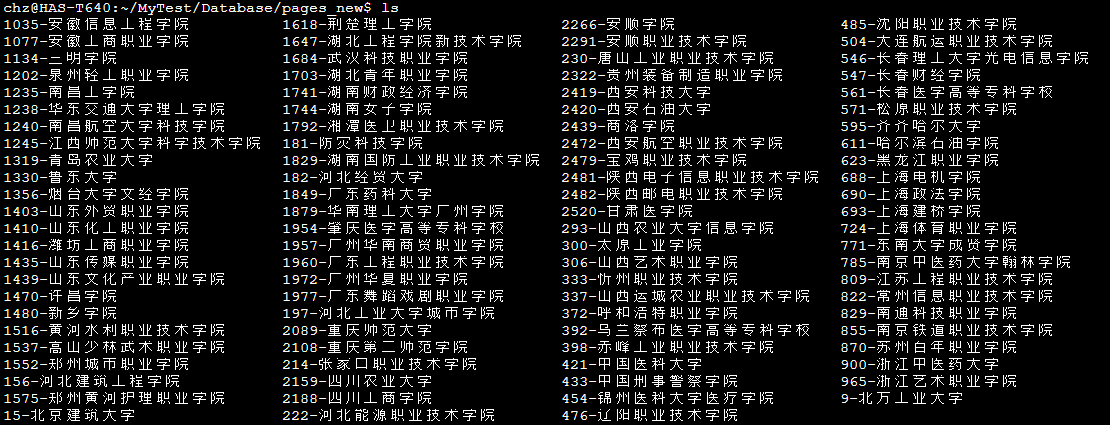 chz@HAS-T640:~/MyTest/Database/pages_new$ ls
1035-安徽信息工程学院 1618-荆楚理工学院 2266-安顺学院 485-沈阳职业技术学院
1077-安徽工商职业学院 1647-湖北工程学院新技术学院 2291-安顺职业技术学院 504-大连航运职业技术学院
1134-三明学院 1684-武汉科技职业学院 230-唐山工业职业技术学院 546-长春理工大学光电信息学院
1202-泉州轻工职业学院 1703-湖北青年职业学院 2322-贵州装备制造职业学院 547-长春财经学院
1235-南昌工学院 1741-湖南财政经济学院 2419-西安科技大学 561-长春医学高等专科学校
1238-华东交通大学理工学院 1744-湖南女子学院 2420-西安石油大学 571-松原职业技术学院
1240-南昌航空大学科技学院 1792-湘潭医卫职业技术学院 2439-商洛学院 595-齐齐哈尔大学
1245-江西师范大学科学技术学院 181-防灾科技学院 2472-西安航空职业技术学院 611-哈尔滨石油学院
1319-青岛农业大学 1829-湖南国防工业职业技术学院 2479-宝鸡职业技术学院 623-黑龙江职业学院
1330-鲁东大学 182-河北经贸大学 2481-陕西电子信息职业技术学院 688-上海电机学院
1356-烟台大学文经学院 1849-广东药科大学 2482-陕西邮电职业技术学院 690-上海政法学院
1403-山东外贸职业学院 1879-华南理工大学广州学院 2520-甘肃医学院 693-上海建桥学院
1410-山东化工职业学院 1954-肇庆医学高等专科学校 293-山西农业大学信息学院 724-上海体育职业学院
1416-潍坊工商职业学院 1957-广州华南商贸职业学院 300-太原工业学院 771-东南大学成贤学院
1435-山东传媒职业学院 1960-广东工程职业技术学院 306-山西艺术职业学院 785-南京中医药大学翰林学院
1439-山东文化产业职业学院 1972-广州华夏职业学院 333-忻州职业技术学院 809-江苏工程职业技术学院
1470-许昌学院 1977-广东舞蹈戏剧职业学院 337-山西运城农业职业技术学院 822-常州信息职业技术学院
1480-新乡学院 197-河北工业大学城市学院 372-呼和浩特职业学院 829-南通科技职业学院
1516-黄河水利职业技术学院 2089-重庆师范大学 392-乌兰察布医学高等专科学校 855-南京铁道职业技术学院
1537-嵩山少林武术职业学院 2108-重庆第二师范学院 398-赤峰工业职业技术学院 870-苏州百年职业学院
1552-郑州城市职业学院 214-张家口职业技术学院 421-中国医科大学 900-浙江中医药大学
156-河北建筑工程学院 2159-四川农业大学 433-中国刑事警察学院 965-浙江艺术职业学院
1575-郑州黄河护理职业学院 2188-四川工商学院 454-锦州医科大学医疗学院 9-北方工业大学
15-北京建筑大学 222-河北能源职业技术学院 476-辽阳职业技术学院